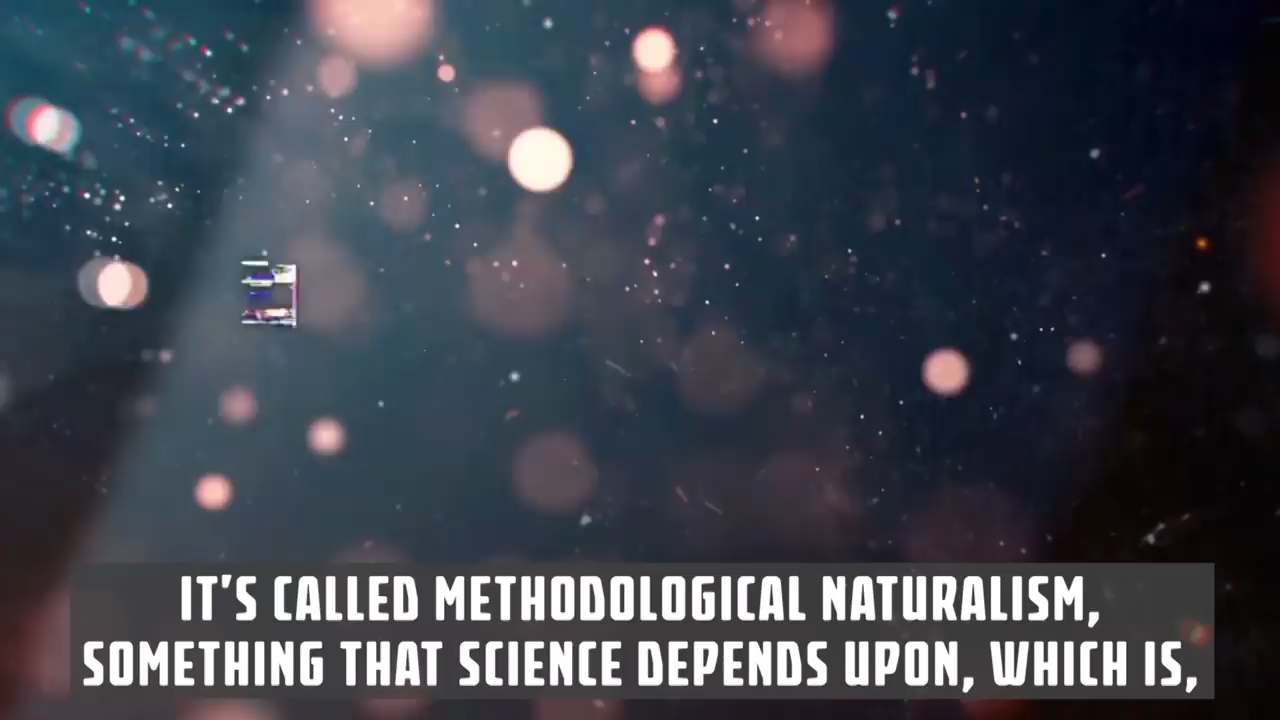 IT'S CALLED METHODOLOGICAL NATURALISM,
SOMETHING THAT SCIENCE DEPENDS UPON, WHICH IS,